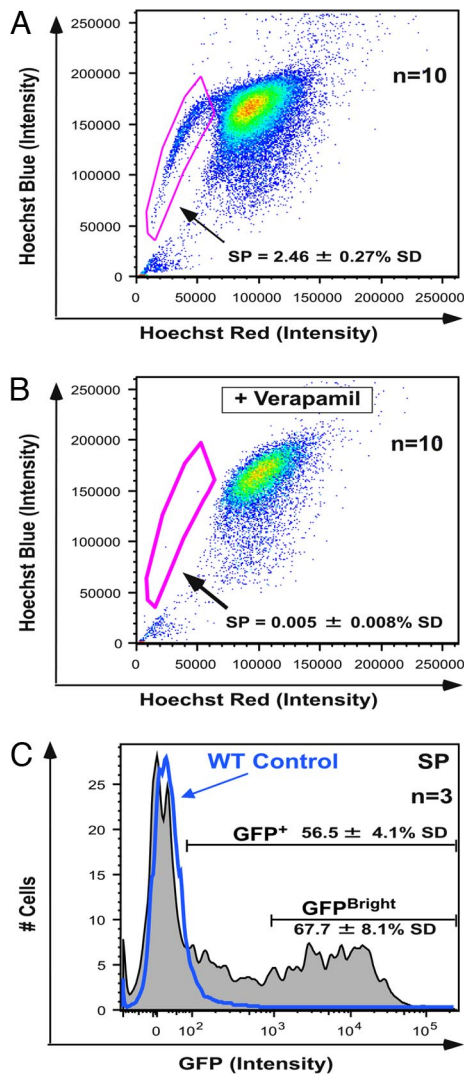 A
250000
200000
150000
100000
50000
0
Hoechst Blue (Intensity)
n=10
SP = 2.46 ± 0.27% SD
0 50000 100000 150000 200000 250000
Hoechst Red (Intensity)
B
+ Verapamil
250000
200000
150000
100000
50000
0
Hoechst Blue (Intensity)
n=10
SP = 0.005 ± 0.008% SD
0 50000 100000 150000 200000 250000
Hoechst Red (Intensity)
C
WT Control
SP
n=3
25
20
15
10
5
0
# Cells
GFP+ 56.5 ± 4.1% SD
GFPBright
67.7 ± 8.1% SD
0 10² 10³ 10⁴ 10⁵
GFP (Intensity)